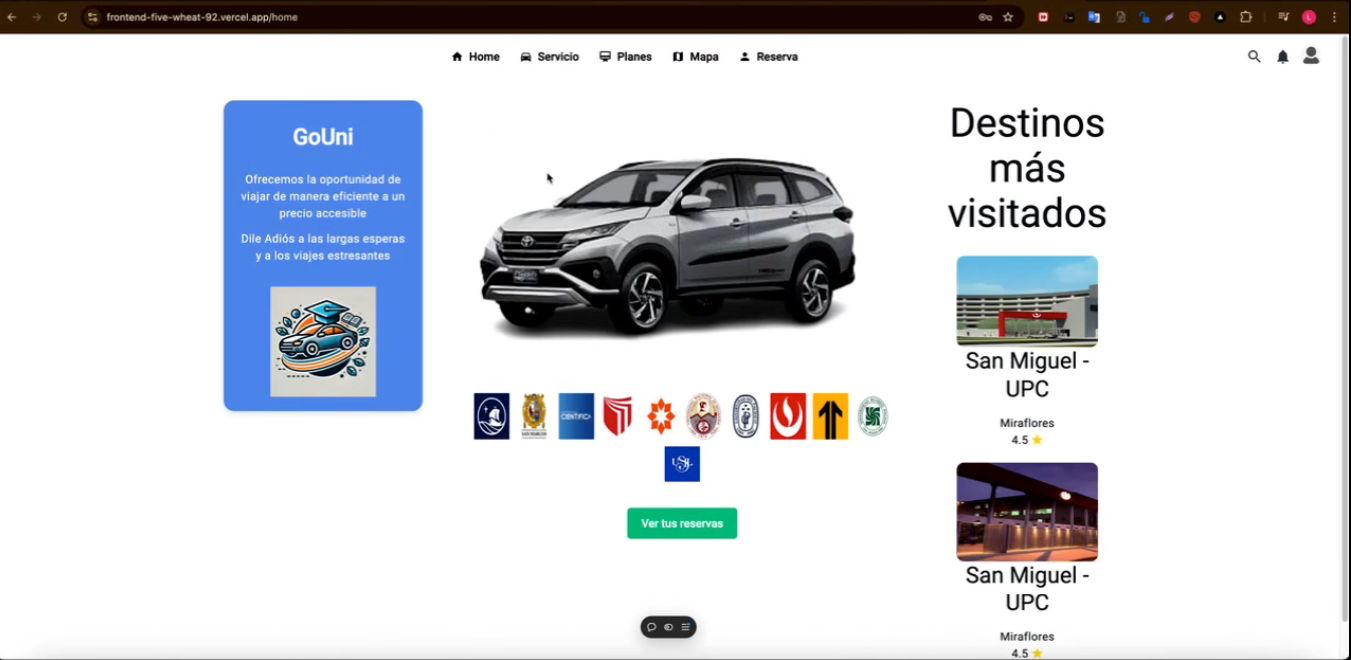 frontend-five-wheat-92.vercel.app/home
Home
Servicio
Planes
Mapa
Reserva
GoUni
Ofrecemos la oportunidad de
viajar de manera eficiente a un
precio accesible
Dile Adiós a las largas esperas
y a los viajes estresantes
Destinos
más
visitados
San Miguel -
UPC
Miraflores
4.5
CIENTÍFICA
SAN MARCOS
USIL
Ver tus reservas
San Miguel -
UPC
Miraflores
4.5
L